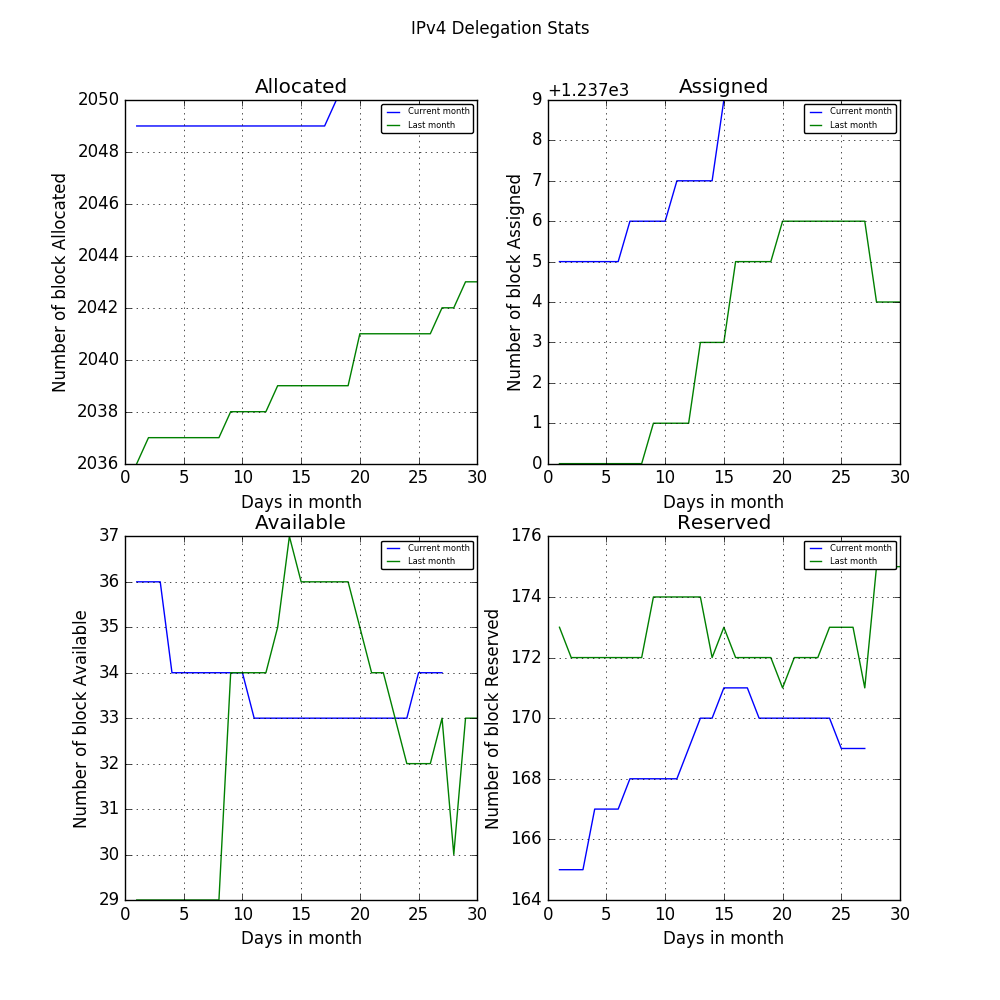 IPv4 Delegation Stats
Allocated
Number of block Allocated
2050
2048
2046
2044
2042
2040
2038
2036
0 5 10 15 20 25 30
Days in month
Current month
Last month
Assigned
+1.237e3
Number of block Assigned
9
8
7
6
5
4
3
2
1
0
0 5 10 15 20 25 30
Days in month
Current month
Last month
Available
Number of block Available
37
36
35
34
33
32
31
30
29
0 5 10 15 20 25 30
Days in month
Current month
Last month
Reserved
Number of block Reserved
176
174
172
170
168
166
164
0 5 10 15 20 25 30
Days in month
Current month
Last month